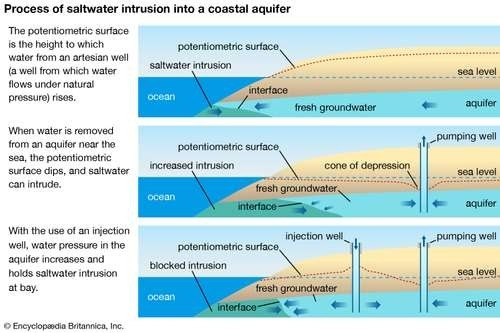 Process of saltwater intrusion into a coastal aquifer
The potentiometric surface
is the height to which
water from an artesian well
(a well from which water
flows under natural
pressure) rises.
potentiometric surface
saltwater intrusion
interface
sea level
ocean
fresh groundwater
aquifer
When water is removed
from an aquifer near the
sea, the potentiometric
surface dips, and saltwater
can intrude.
pumping well
potentiometric surface
increased intrusion
cone of depression
sea level
fresh groundwater
ocean
interface
aquifer
With the use of an injection
well, water pressure in the
aquifer increases and
holds saltwater intrusion
at bay.
injection well
pumping well
potentiometric surface
blocked intrusion
sea level
fresh groundwater
ocean
interface
aquifer
© Encyclopædia Britannica, Inc.